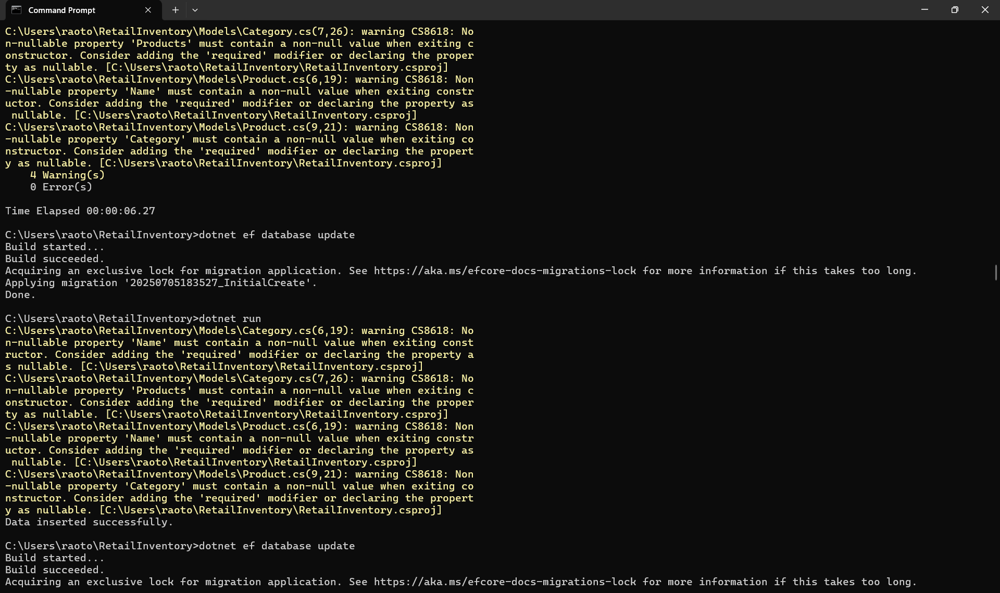 Command Prompt
C:\Users\raoto\RetailInventory\Models\Category.cs(7,26): warning CS8618: No
n-nullable property 'Products' must contain a non-null value when exiting c
onstructor. Consider adding the 'required' modifier or declaring the proper
ty as nullable. [C:\Users\raoto\RetailInventory\RetailInventory.csproj]
C:\Users\raoto\RetailInventory\Models\Product.cs(6,19): warning CS8618: Non
-nullable property 'Name' must contain a non-null value when exiting constr
uctor. Consider adding the 'required' modifier or declaring the property as
 nullable. [C:\Users\raoto\RetailInventory\RetailInventory.csproj]
C:\Users\raoto\RetailInventory\Models\Product.cs(9,21): warning CS8618: Non
-nullable property 'Category' must contain a non-null value when exiting co
nstructor. Consider adding the 'required' modifier or declaring the propert
y as nullable. [C:\Users\raoto\RetailInventory\RetailInventory.csproj]
    4 Warning(s)
    0 Error(s)
Time Elapsed 00:00:06.27
C:\Users\raoto\RetailInventory>dotnet ef database update
Build started...
Build succeeded.
Acquiring an exclusive lock for migration application. See https://aka.ms/efcore-docs-migrations-lock for more information if this takes too long.
Applying migration '20250705183527_InitialCreate'.
Done.
C:\Users\raoto\RetailInventory>dotnet run
C:\Users\raoto\RetailInventory\Models\Category.cs(6,19): warning CS8618: No
n-nullable property 'Name' must contain a non-null value when exiting const
ructor. Consider adding the 'required' modifier or declaring the property a
s nullable. [C:\Users\raoto\RetailInventory\RetailInventory.csproj]
C:\Users\raoto\RetailInventory\Models\Category.cs(7,26): warning CS8618: No
n-nullable property 'Products' must contain a non-null value when exiting c
onstructor. Consider adding the 'required' modifier or declaring the proper
ty as nullable. [C:\Users\raoto\RetailInventory\RetailInventory.csproj]
C:\Users\raoto\RetailInventory\Models\Product.cs(6,19): warning CS8618: Non
-nullable property 'Name' must contain a non-null value when exiting constr
uctor. Consider adding the 'required' modifier or declaring the property as
 nullable. [C:\Users\raoto\RetailInventory\RetailInventory.csproj]
C:\Users\raoto\RetailInventory\Models\Product.cs(9,21): warning CS8618: Non
-nullable property 'Category' must contain a non-null value when exiting co
nstructor. Consider adding the 'required' modifier or declaring the propert
y as nullable. [C:\Users\raoto\RetailInventory\RetailInventory.csproj]
Data inserted successfully.
C:\Users\raoto\RetailInventory>dotnet ef database update
Build started...
Build succeeded.
Acquiring an exclusive lock for migration application. See https://aka.ms/efcore-docs-migrations-lock for more information if this takes too long.